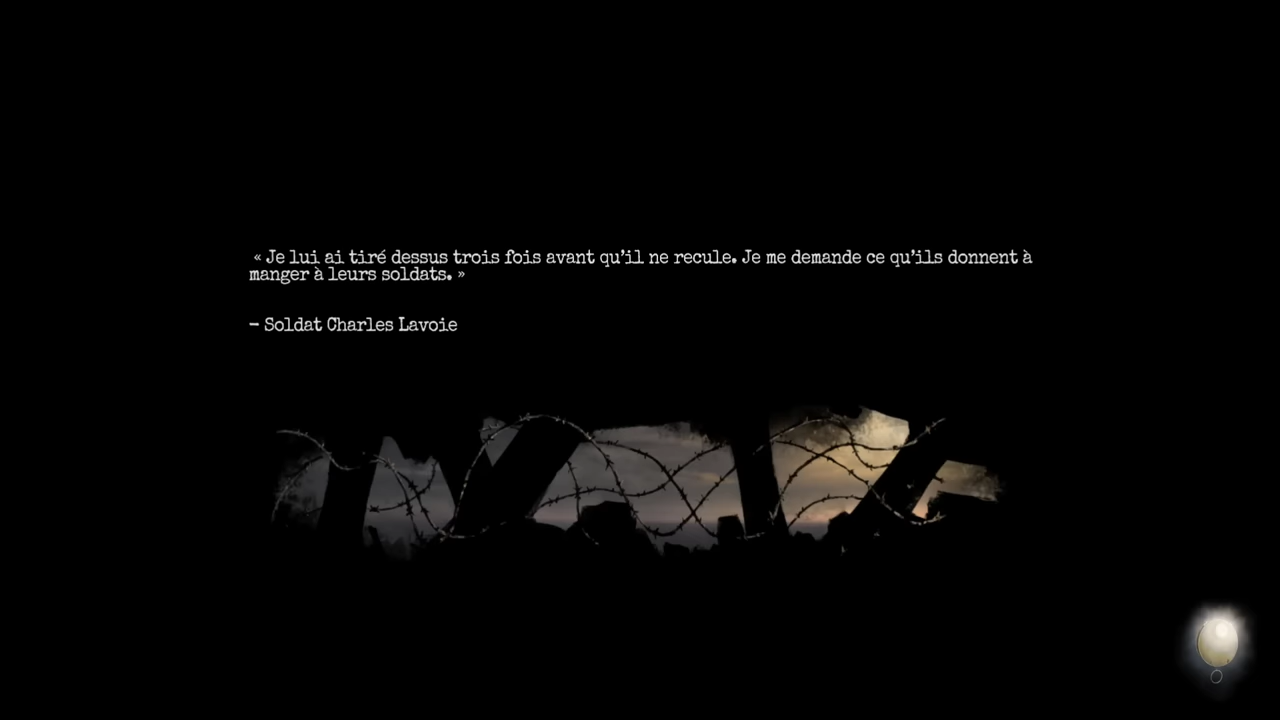 « Je lui ai tiré dessus trois fois avant qu’il ne recule. Je me demande ce qu’ils donnent à
manger à leurs soldats. »
– Soldat Charles Lavoie